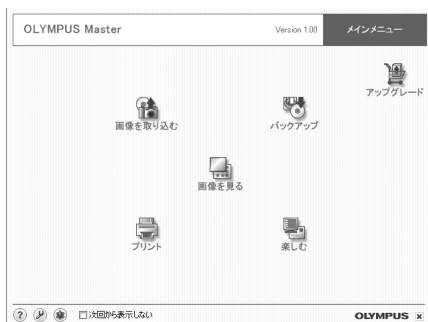 OLYMPUS Master Version 1.00 メインメニュー
アップグレード
画像を取り込む バックアップ
画像を見る
プリント 楽しむ
? 次回から表示しない OLYMPUS ×